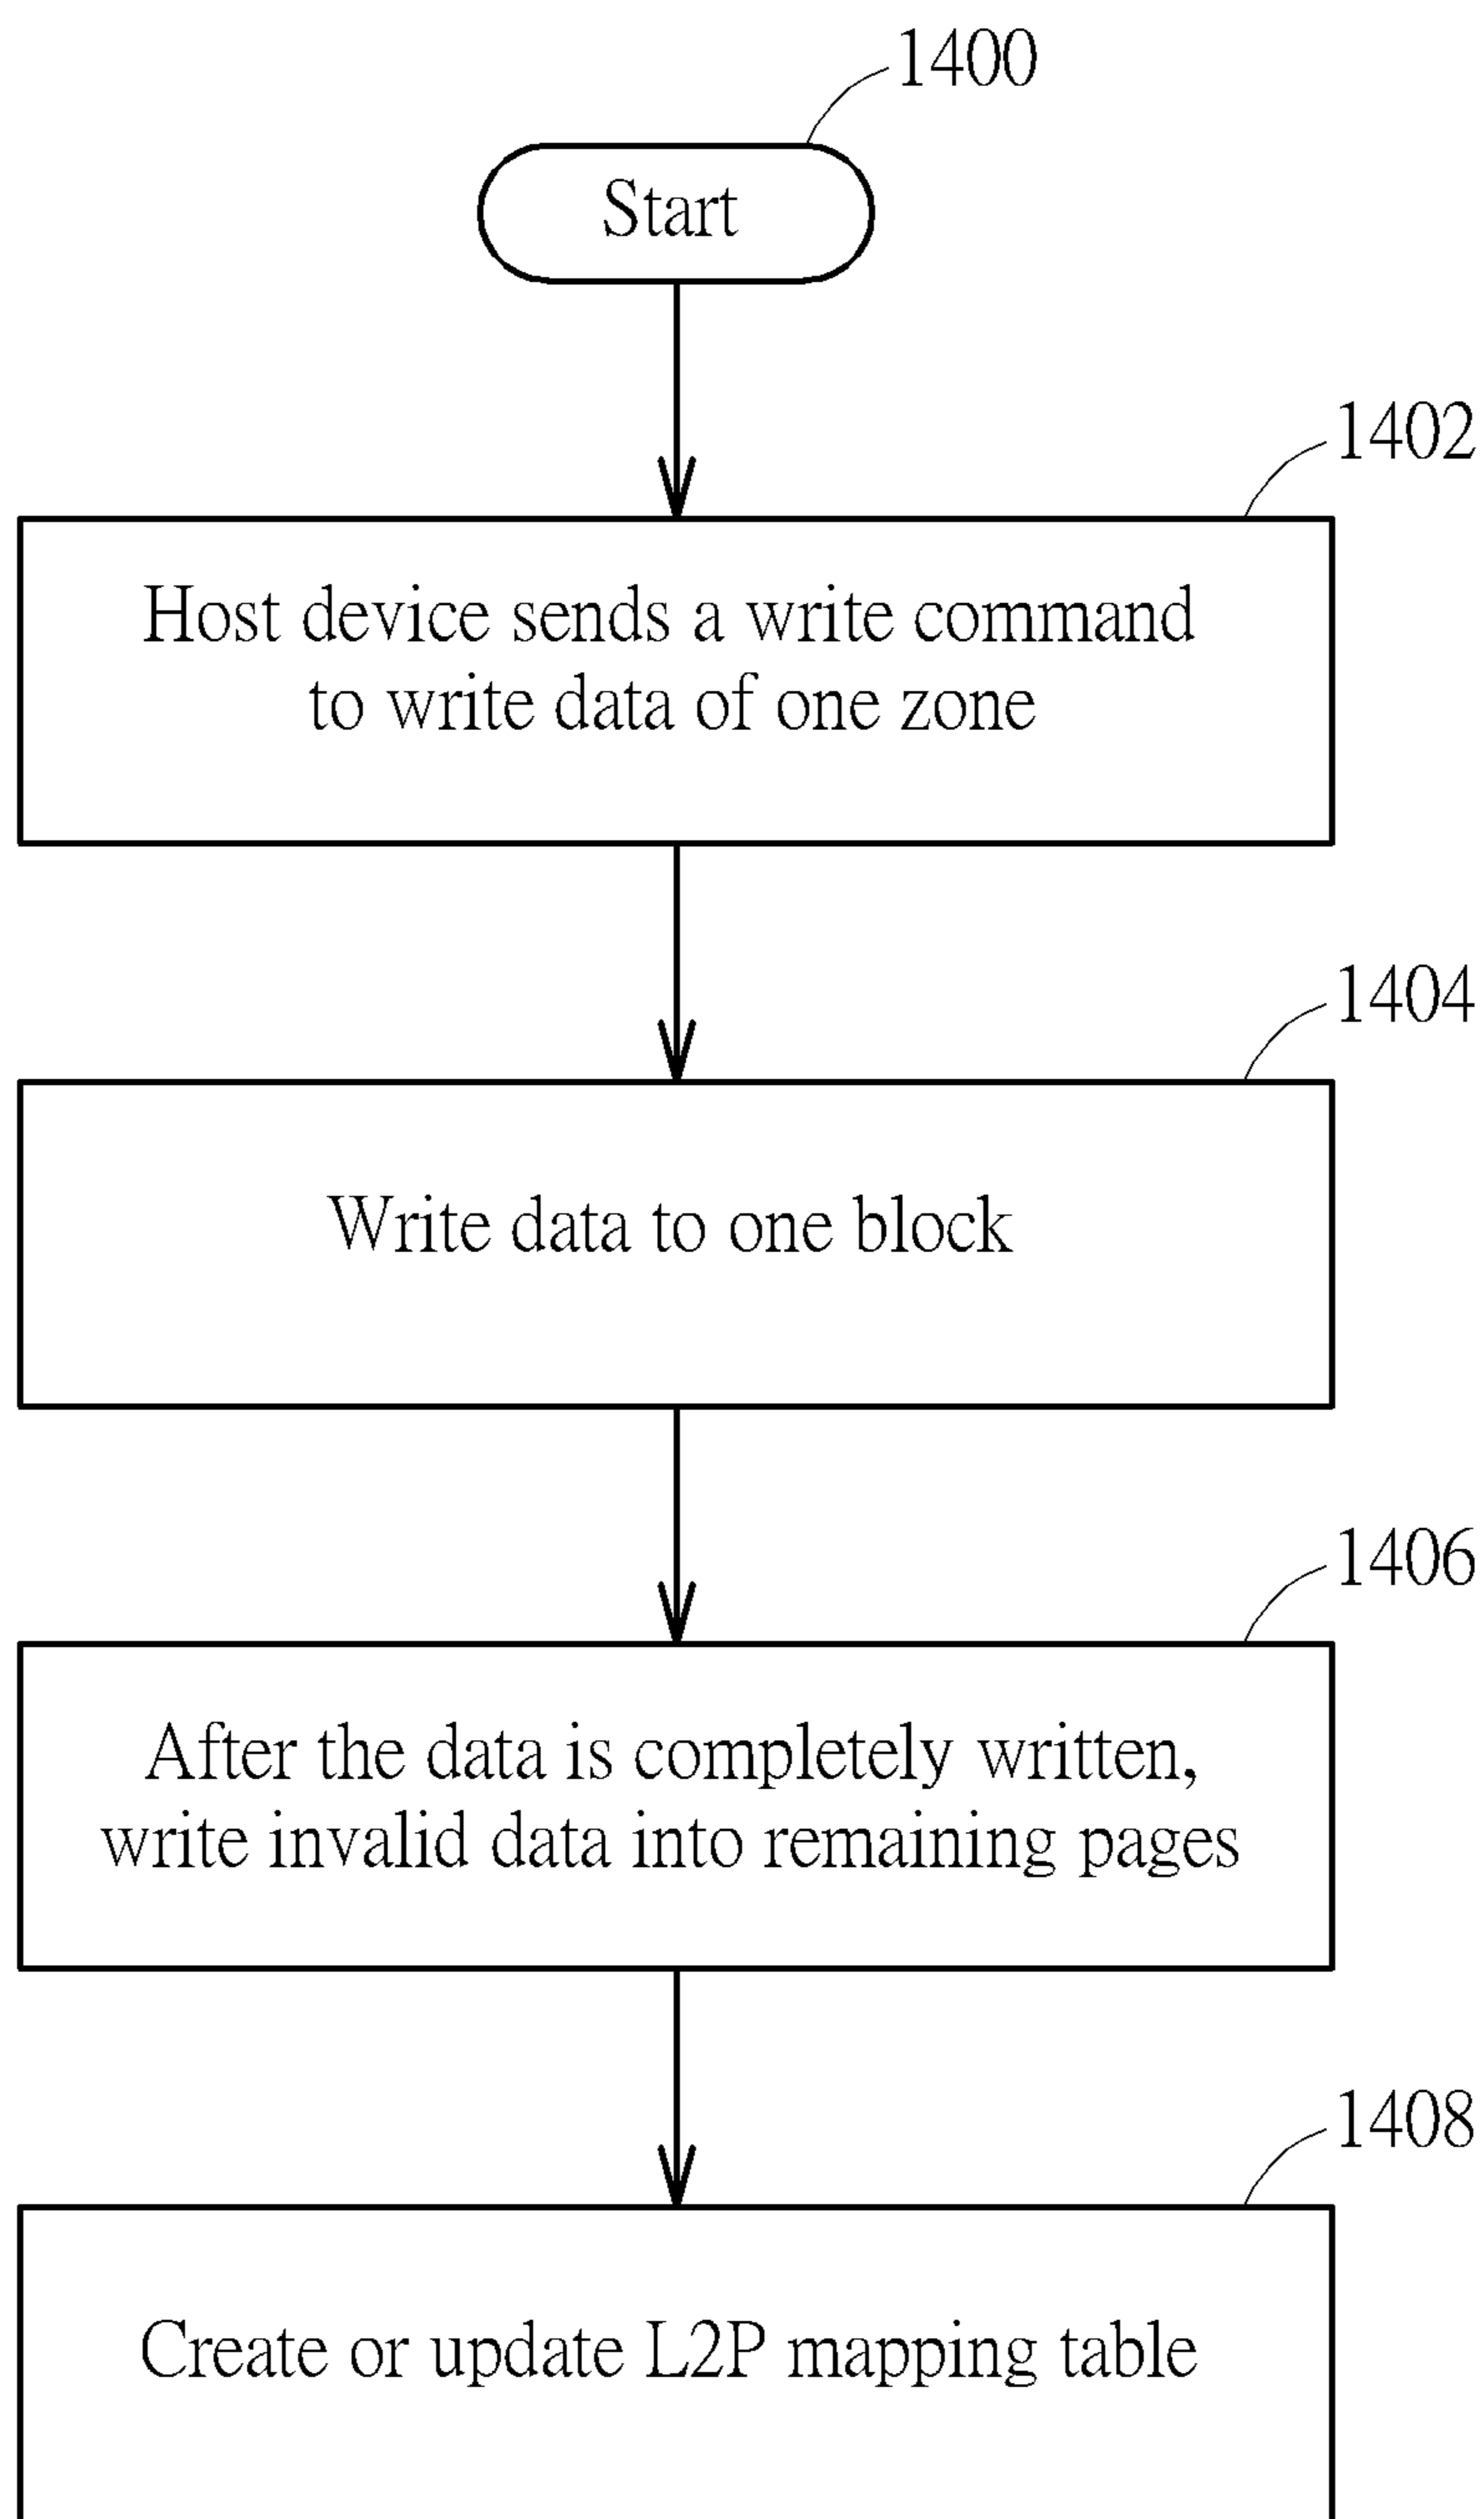 1400
Start
1402
Host device sends a write command
to write data of one zone
1404
Write data to one block
1406
After the data is completely written,
write invalid data into remaining pages
1408
Create or update L2P mapping table